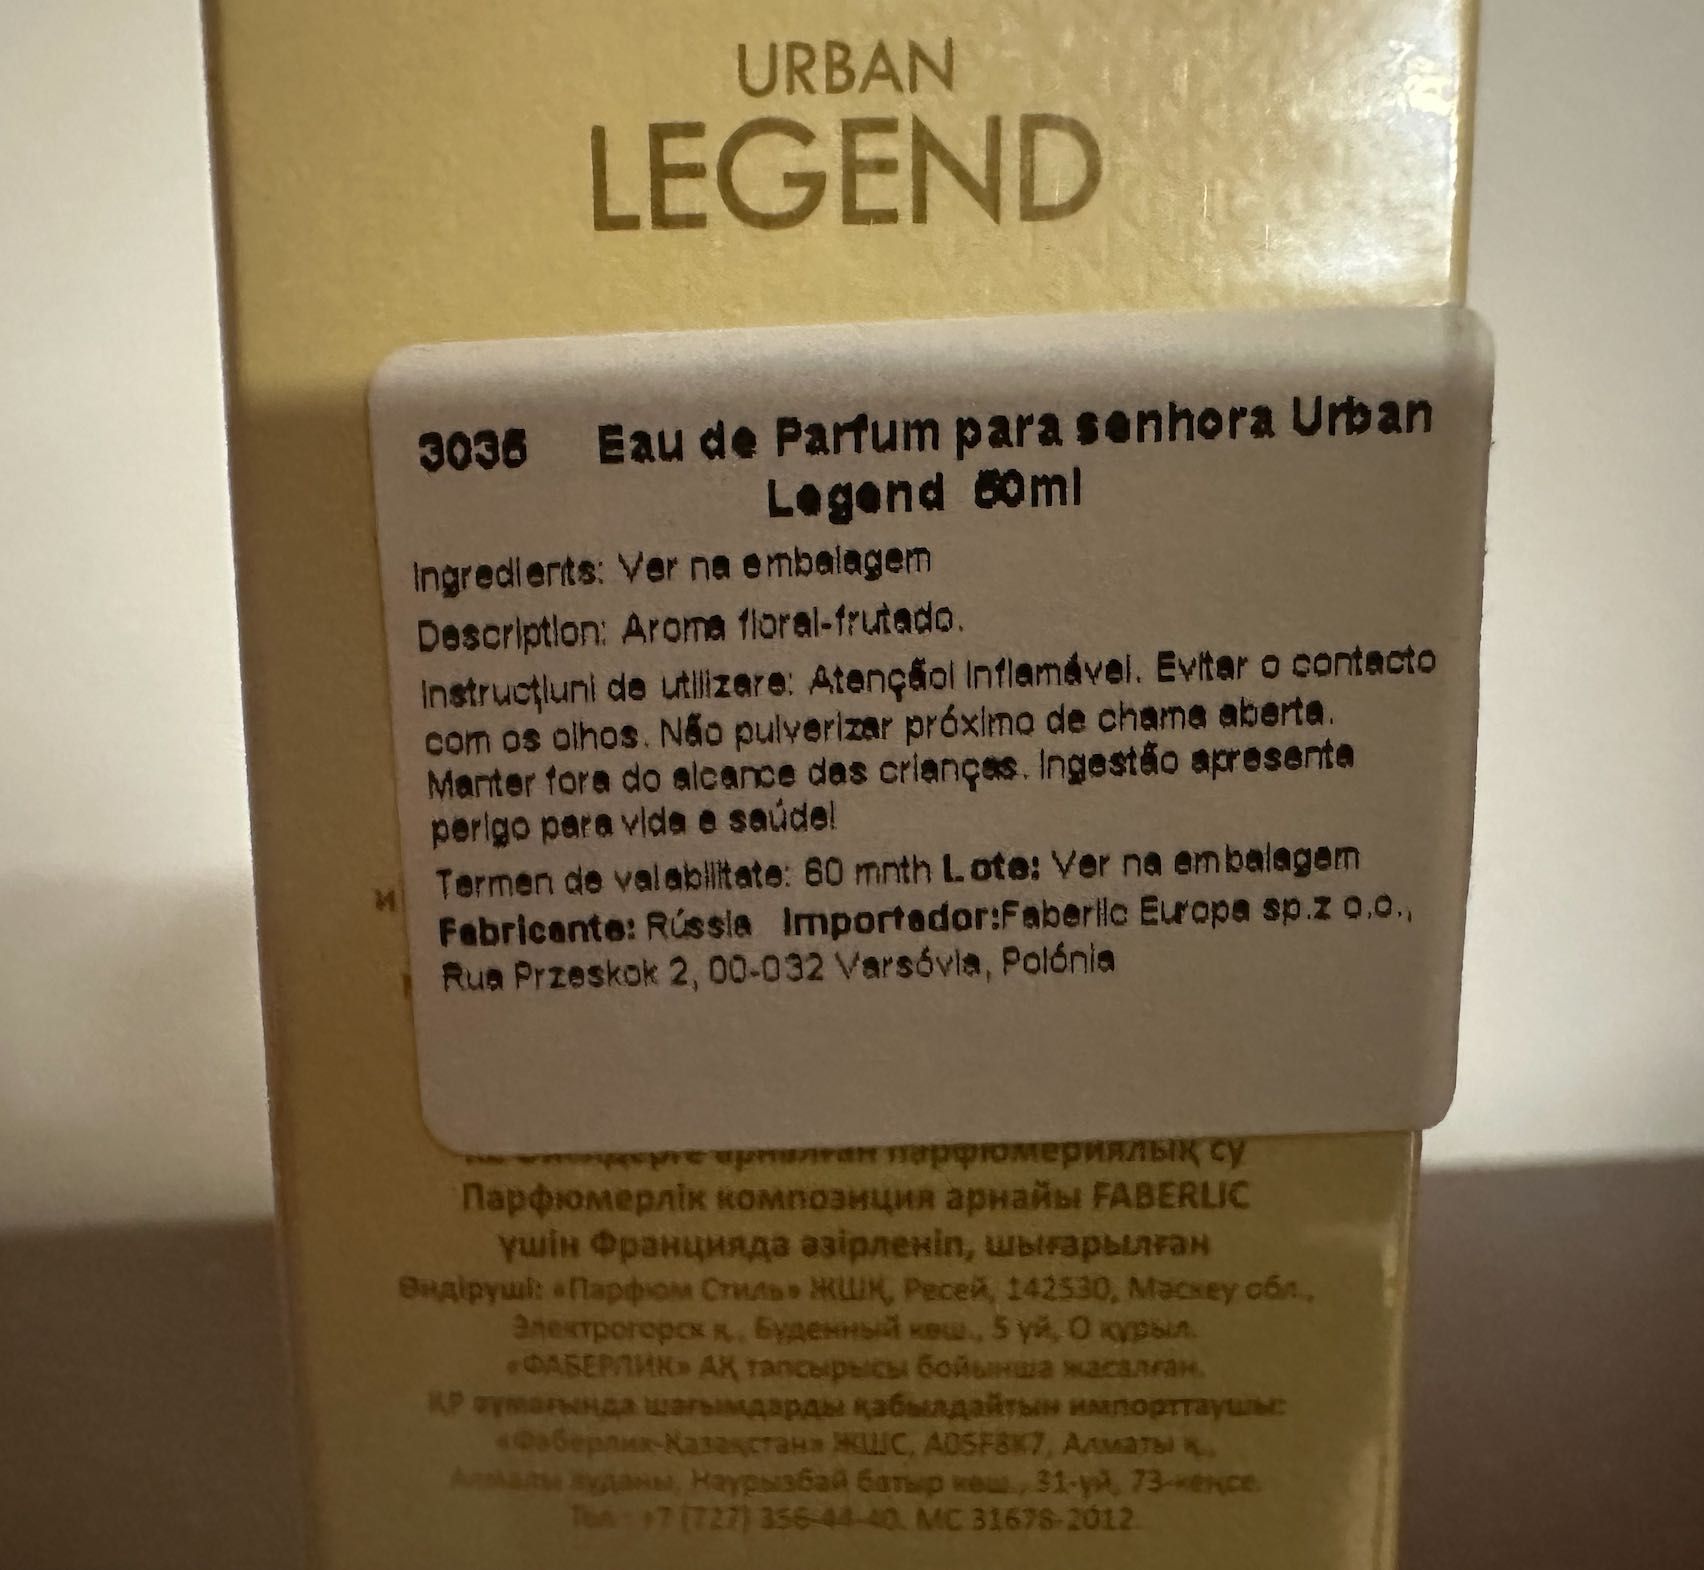 URBAN
LEGEND
3035 Eau de Parfum para senhora Urban
Legend 50ml
Ingredients: Ver na embalagem
Description: Aroma floral-frutado.
Instrucţiuni de utilizare: Atenção! Inflamável. Evitar o contacto
com os olhos. Não pulverizar próximo de chama aberta.
Manter fora do alcance das crianças. Ingestão apresenta
perigo para vida e saúde!
Termen de valabilitate: 60 mnth Lote: Ver na embalagem
Fabricante: Rússia Importador:Faberlic Europa sp.z o.o.,
Rua Przeskok 2, 00-032 Varsóvia, Polónia
арналған парфюмериялық су
Парфюмерлік композиция арнайы FABERLIC
үшін Францияда әзірленіп, шығарылған
Өндіруші: «Парфюм Стиль» ЖШҚ, Ресей, 142530, Мәскеу обл.,
Электрогорск қ., Буденный көш., 5 үй, О құрыл.
«ФАБЕРЛИК» АҚ тапсырысы бойынша жасалған.
ҚР аумағында шағымдарды қабылдайтын импорттаушы:
«Фаберлик-Казақстан» ЖШС, A05F8K7, Алматы қ.,
Алмалы ауданы, Наурызбай батыр көш., 31-үй, 73-кеңсе.
Тел.: +7 (727) 356-44-40. МС 31678-2012.